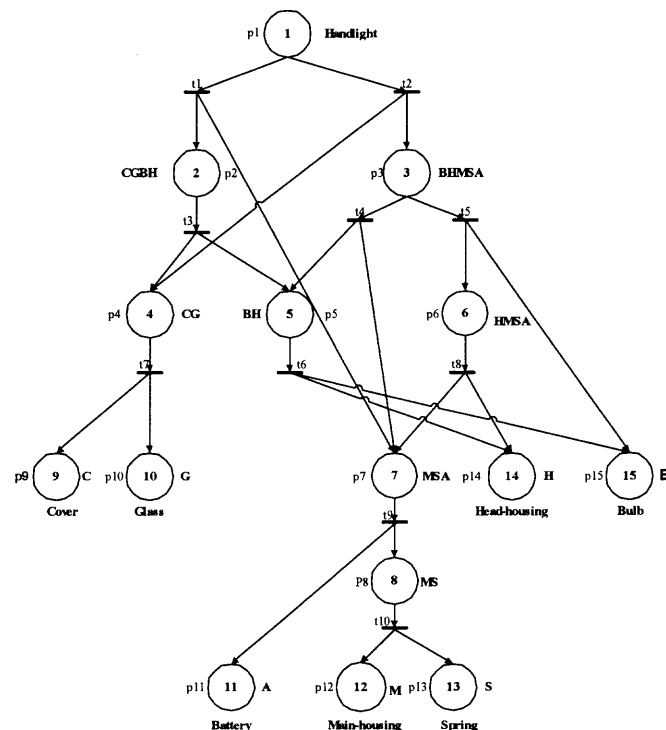 p1 1 Handlight
t1 t2
CGBH 2 p2 p3 3 BHMSA
t3 t4 t5
p4 4 CG BH 5 p5 p6 6 HMSA
t7 t6 t8
p9 9 C p10 10 G p7 7 MSA p14 14 H p15 15 B
Cover Glass Head-housing Bulb
t9
P8 8 MS
t10
p11 11 A p12 12 M p13 13 S
Battery Main-housing Spring